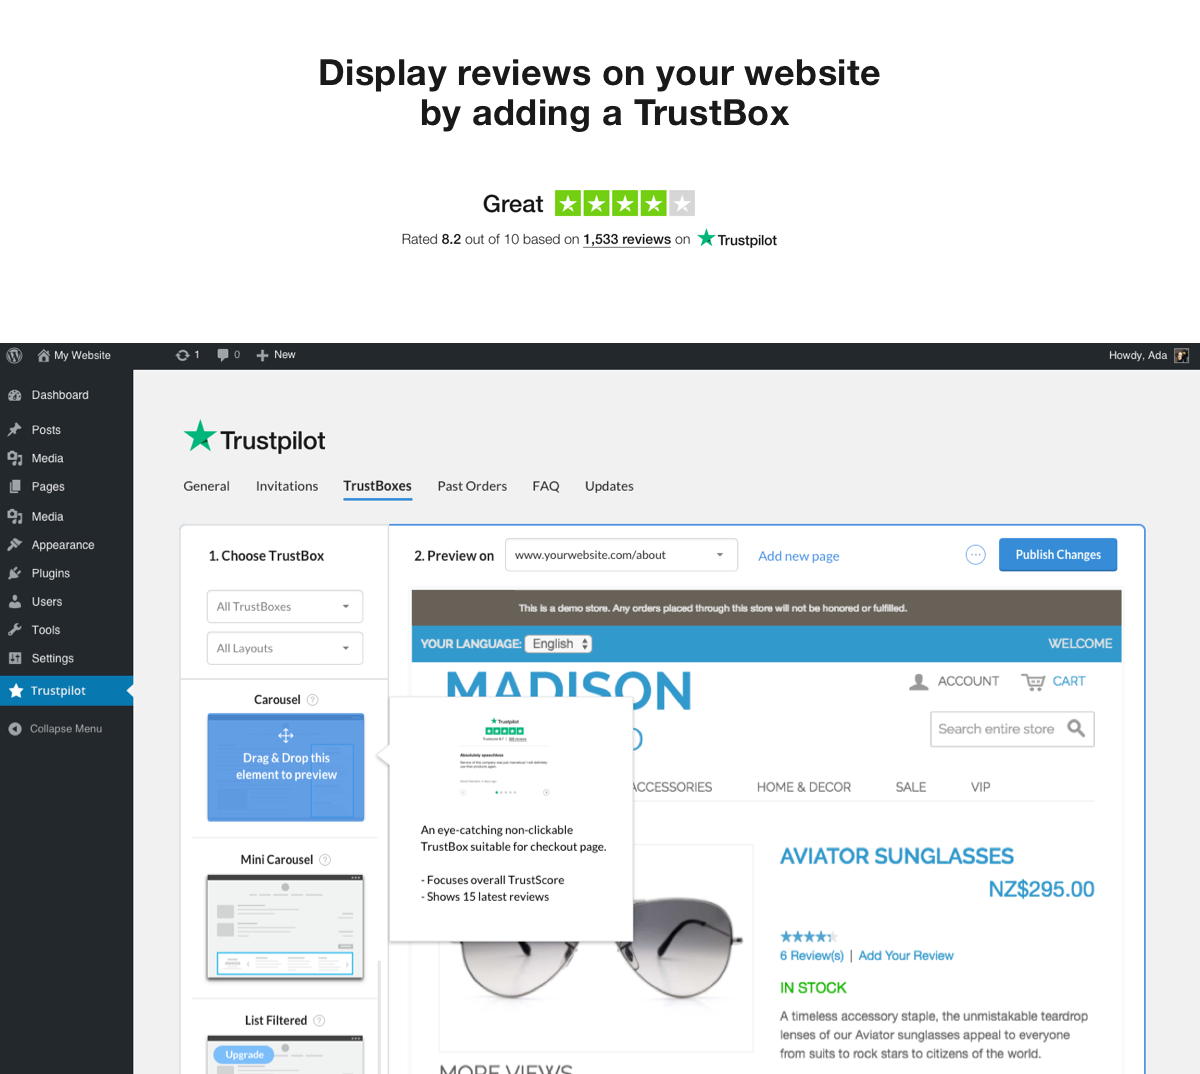 Display reviews on your website
by adding a TrustBox
Great
Rated 8.2 out of 10 based on 1,533 reviews on Trustpilot
My Website
1
0
New
Howdy, Ada
Dashboard
Posts
Media
Pages
Media
Appearance
Plugins
Users
Tools
Settings
Trustpilot
Collapse Menu
Trustpilot
General
Invitations
TrustBoxes
Past Orders
FAQ
Updates
1. Choose TrustBox
All TrustBoxes
All Layouts
Carousel ?
Drag & Drop this
element to preview
Mini Carousel ?
List Filtered ?
Upgrade
2. Preview on
www.yourwebsite.com/about
Add new page
Publish Changes
This is a demo store. Any orders placed through this store will not be honored or fulfilled.
YOUR LANGUAGE: English
WELCOME
MADISON
ACCOUNT
CART
Search entire store
ACCESSORIES
HOME & DECOR
SALE
VIP
Trustpilot
Absolutely speechless
An eye-catching non-clickable
TrustBox suitable for checkout page.
- Focuses overall TrustScore
- Shows 15 latest reviews
AVIATOR SUNGLASSES
NZ$295.00
6 Review(s) | Add Your Review
IN STOCK
A timeless accessory staple, the unmistakable teardrop
lenses of our Aviator sunglasses appeal to everyone
from suits to rock stars to citizens of the world.
MORE VIEWS